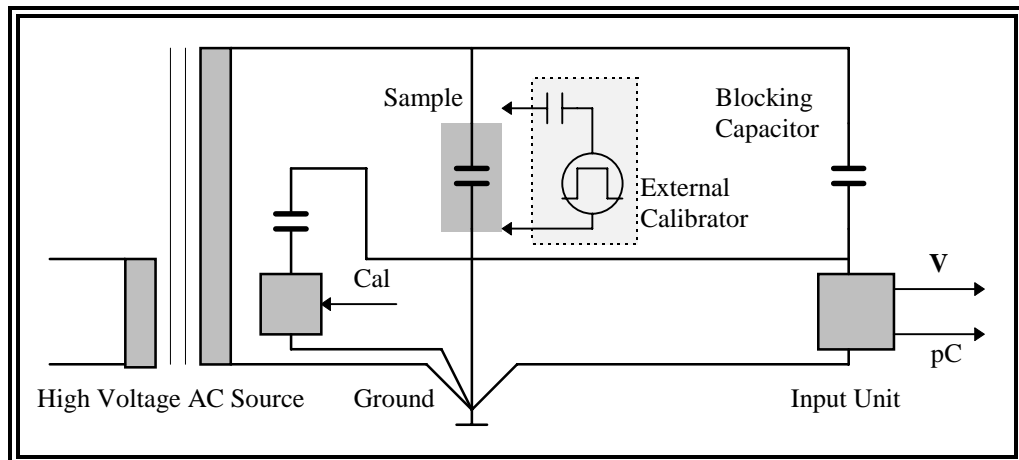 Sample
Blocking
Capacitor
External
Calibrator
Cal
V
pC
High Voltage AC Source
Ground
Input Unit